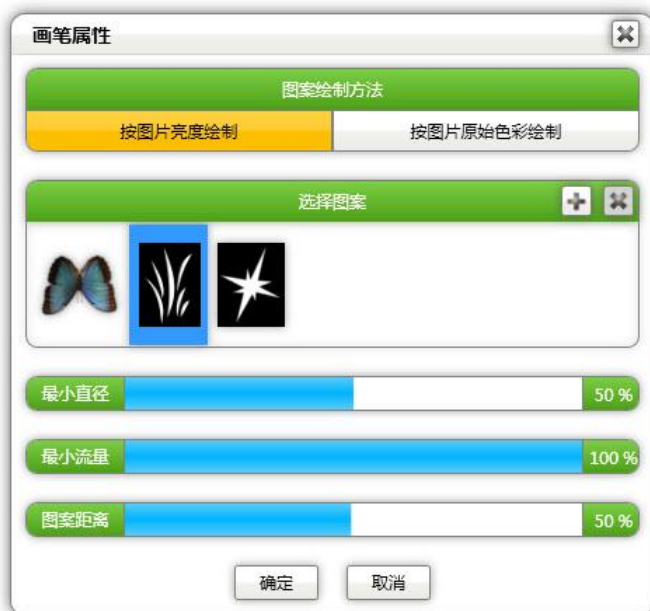 画笔属性
图案绘制方法
按图片亮度绘制 按图片原始色彩绘制
选择图案
最小直径 50 %
最小流量 100 %
图案距离 50 %
确定 取消